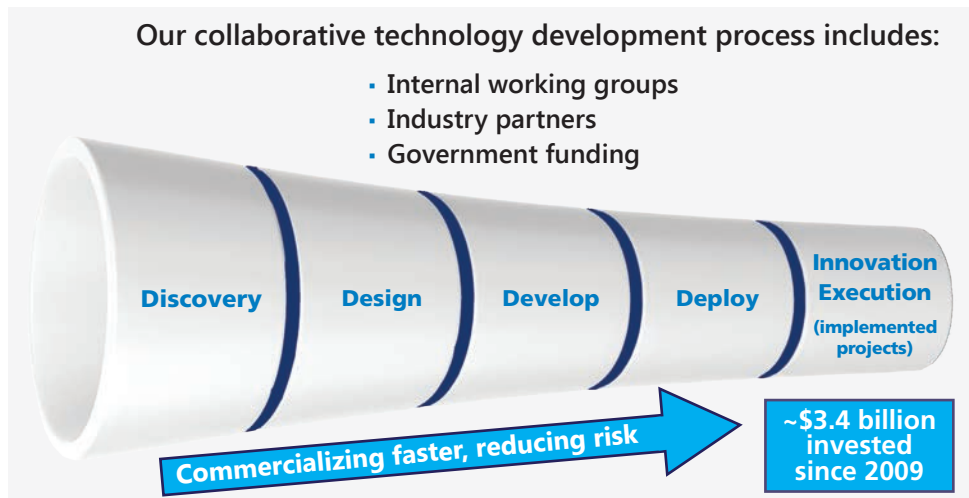 Our collaborative technology development process includes:
▪ Internal working groups
▪ Industry partners
▪ Government funding
Discovery
Design
Develop
Deploy
Innovation
Execution
(implemented
projects)
Commercializing faster, reducing risk
~$3.4 billion
invested
since 2009